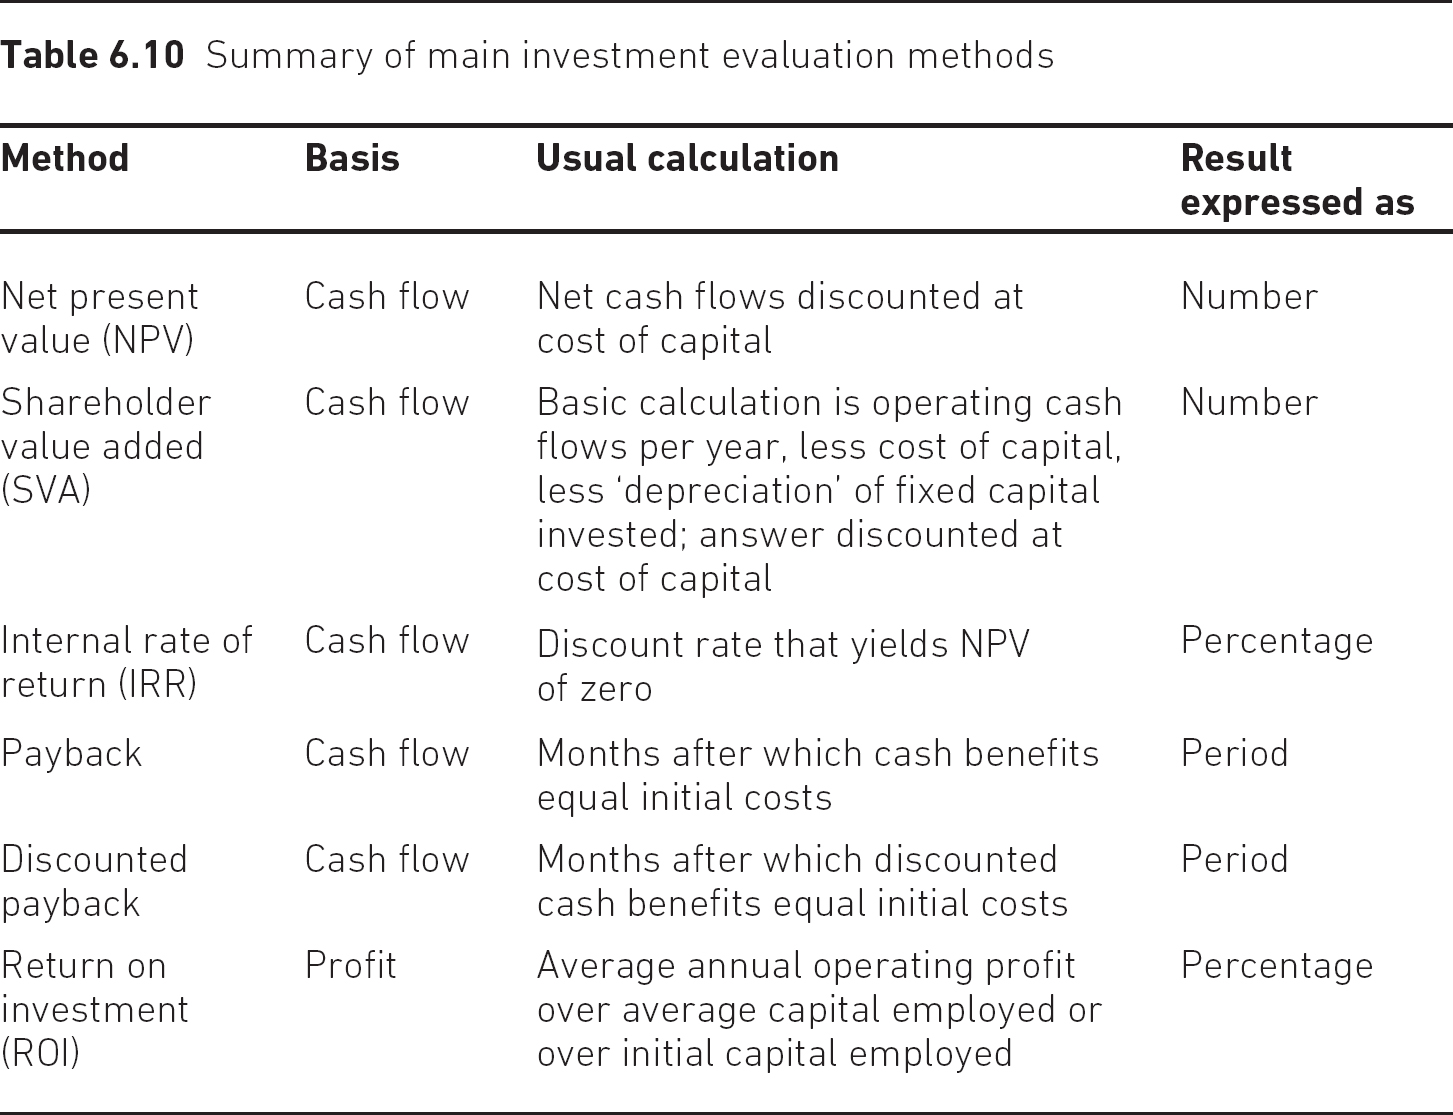 Table 6.10 Summary of main investment evaluation methods
Method Basis Usual calculation Result
expressed as
Net present Cash flow Net cash flows discounted at Number
value (NPV) cost of capital
Shareholder Cash flow Basic calculation is operating cash Number
value added flows per year, less cost of capital,
(SVA) less ‘depreciation’ of fixed capital
invested; answer discounted at
cost of capital
Internal rate of Cash flow Discount rate that yields NPV Percentage
return (IRR) of zero
Payback Cash flow Months after which cash benefits Period
equal initial costs
Discounted Cash flow Months after which discounted Period
payback cash benefits equal initial costs
Return on Profit Average annual operating profit Percentage
investment over average capital employed or
(ROI) over initial capital employed